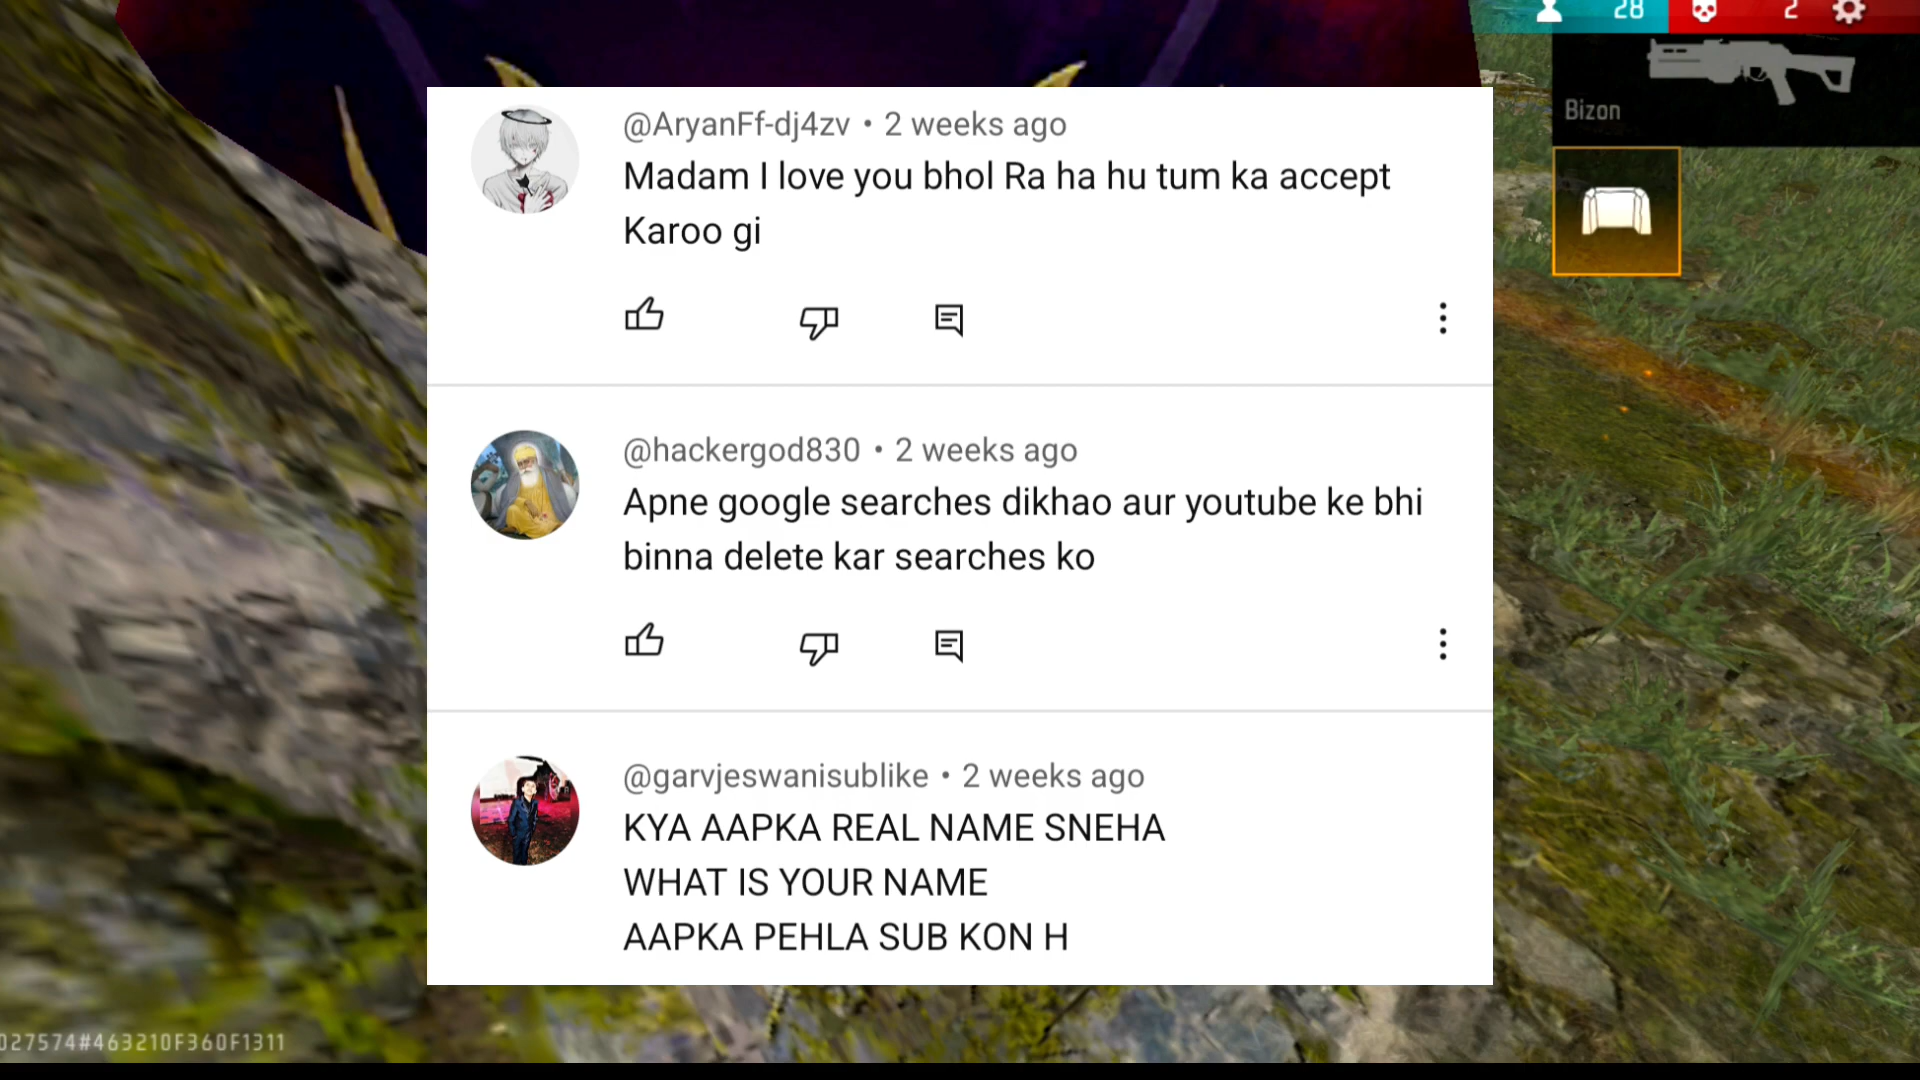 28 2
Bizon
@AryanFf-dj4zv • 2 weeks ago
Madam I love you bhol Ra ha hu tum ka accept
Karoo gi
@hackergod830 • 2 weeks ago
Apne google searches dikhao aur youtube ke bhi
binna delete kar searches ko
@garvjeswanisublike • 2 weeks ago
KYA AAPKA REAL NAME SNEHA
WHAT IS YOUR NAME
AAPKA PEHLA SUB KON H
027574#463210F360F1311